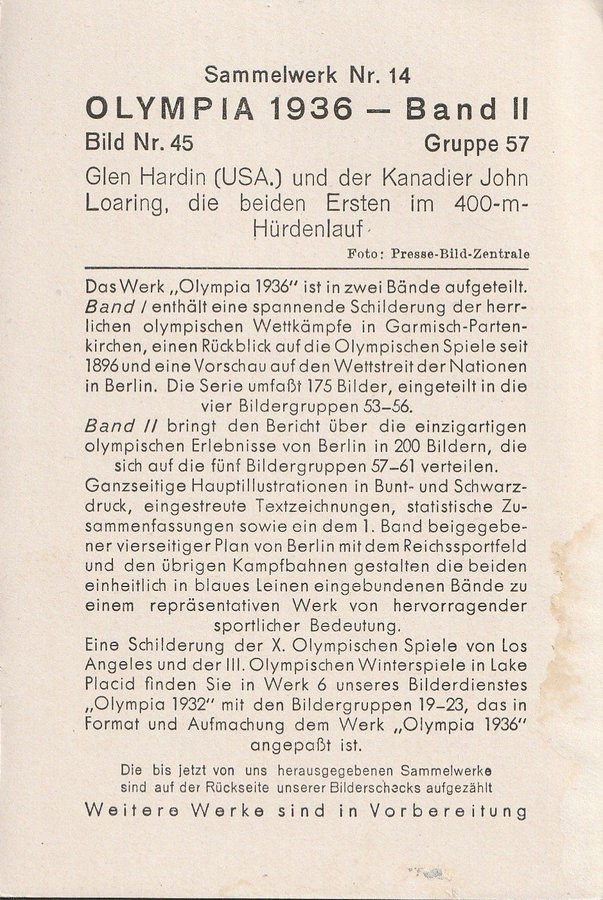 Sammelwerk Nr. 14
OLYMPIA 1936 — Band II
Bild Nr. 45 Gruppe 57
Glen Hardin (USA.) und der Kanadier John
Loaring, die beiden Ersten im 400-m-
Hürdenlauf
Foto: Presse-Bild-Zentrale
Das Werk „Olympia 1936" ist in zwei Bände aufgeteilt.
Band I enthält eine spannende Schilderung der herr-
lichen olympischen Wettkämpfe in Garmisch-Parten-
kirchen, einen Rückblick auf die Olympischen Spiele seit
1896 und eine Vorschau auf den Wettstreit der Nationen
in Berlin. Die Serie umfaßt 175 Bilder, eingeteilt in die
vier Bildergruppen 53–56.
Band II bringt den Bericht über die einzigartigen
olympischen Erlebnisse von Berlin in 200 Bildern, die
sich auf die fünf Bildergruppen 57–61 verteilen.
Ganzseitige Hauptillustrationen in Bunt- und Schwarz-
druck, eingestreute Textzeichnungen, statistische Zu-
sammenfassungen sowie ein dem 1. Band beigegebe-
ner vierseitiger Plan von Berlin mit dem Reichssportfeld
und den übrigen Kampfbahnen gestalten die beiden
einheitlich in blaues Leinen eingebundenen Bände zu
einem repräsentativen Werk von hervorragender
sportlicher Bedeutung.
Eine Schilderung der X. Olympischen Spiele von Los
Angeles und der III. Olympischen Winterspiele in Lake
Placid finden Sie in Werk 6 unseres Bilderdienstes
„Olympia 1932" mit den Bildergruppen 19–23, das in
Format und Aufmachung dem Werk „Olympia 1936"
angepaßt ist.
Die bis jetzt von uns herausgegebenen Sammelwerke
sind auf der Rückseite unserer Bilderschecks aufgezählt
Weitere Werke sind in Vorbereitung